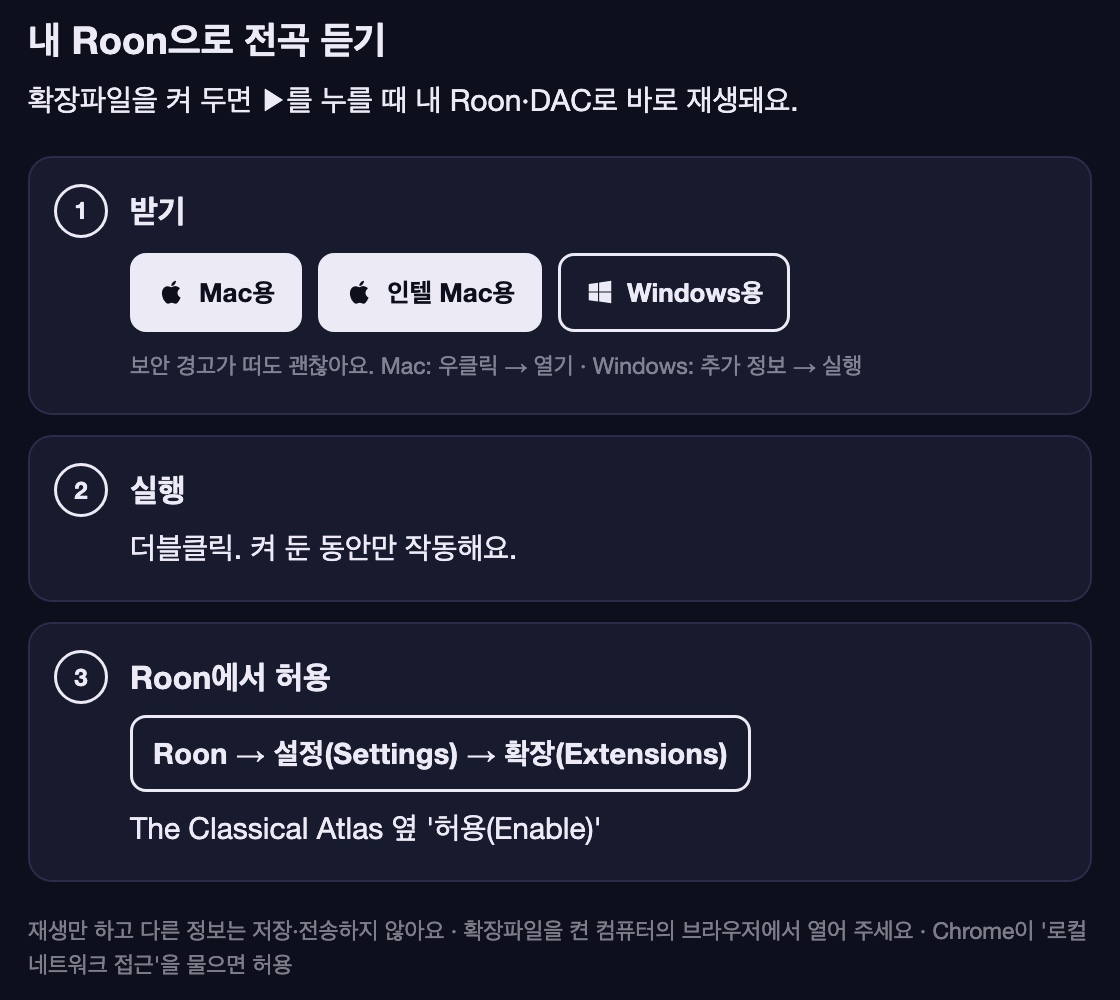 내 Roon으로 전곡 듣기
확장파일을 켜 두면 ▶를 누를 때 내 Roon·DAC로 바로 재생돼요.
1 받기
Mac용 인텔 Mac용 Windows용
보안 경고가 떠도 괜찮아요. Mac: 우클릭 → 열기 · Windows: 추가 정보 → 실행
2 실행
더블클릭. 켜 둔 동안만 작동해요.
3 Roon에서 허용
Roon → 설정(Settings) → 확장(Extensions)
The Classical Atlas 옆 '허용(Enable)'
재생만 하고 다른 정보는 저장·전송하지 않아요 · 확장파일을 켠 컴퓨터의 브라우저에서 열어 주세요 · Chrome이 '로컬
네트워크 접근'을 물으면 허용